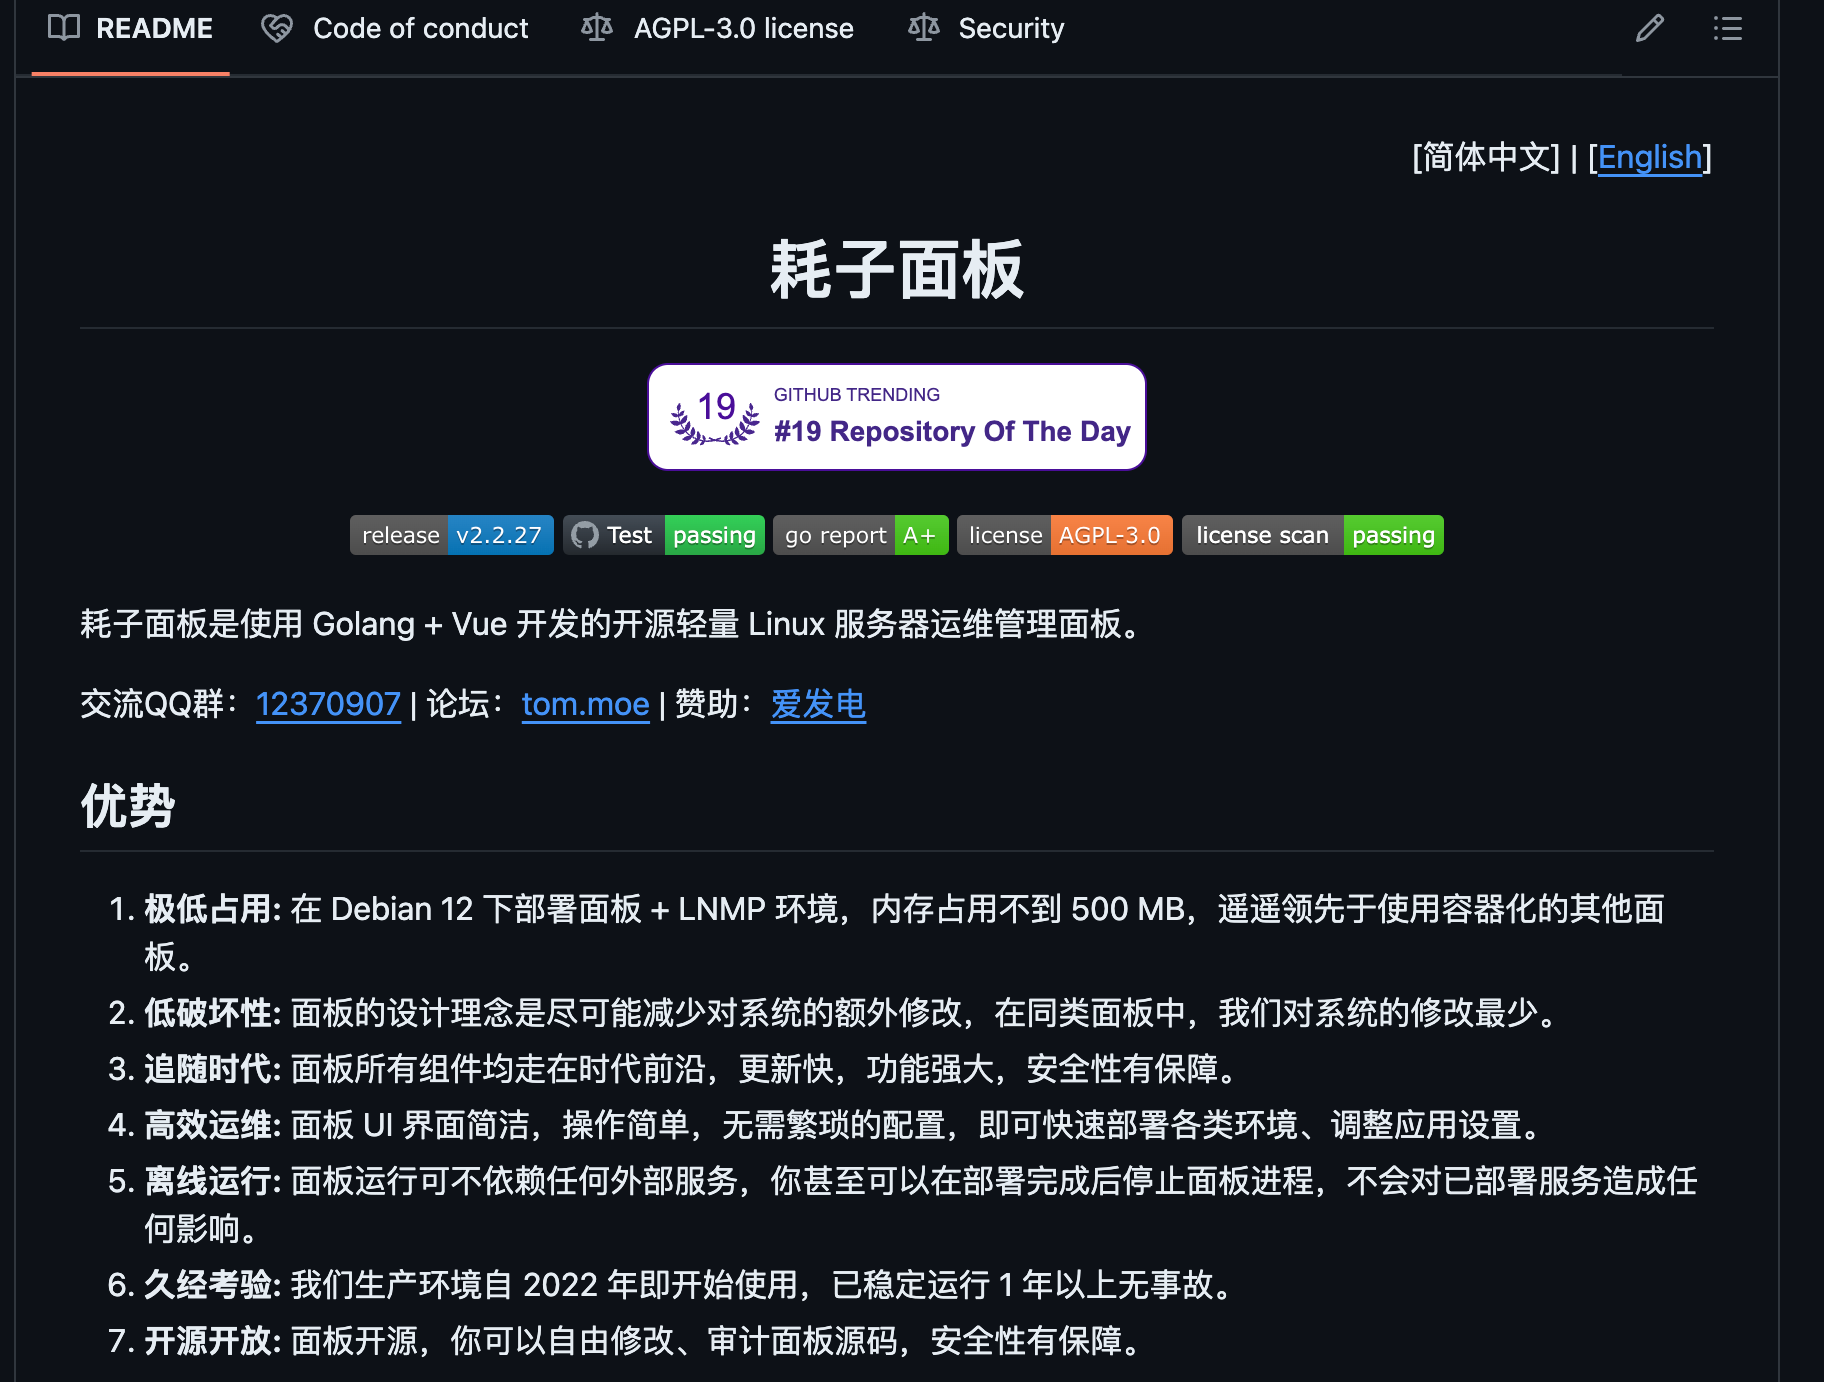 README Code of conduct AGPL-3.0 license Security
[简体中文] | [English]
耗子面板
19 GITHUB TRENDING
#19 Repository Of The Day
release v2.2.27 Test passing go report A+ license AGPL-3.0 license scan passing
耗子面板是使用 Golang + Vue 开发的开源轻量 Linux 服务器运维管理面板。
交流QQ群：12370907 | 论坛：tom.moe | 赞助：爱发电
优势
1. 极低占用: 在 Debian 12 下部署面板 + LNMP 环境，内存占用不到 500 MB，遥遥领先于使用容器化的其他面
板。
2. 低破坏性: 面板的设计理念是尽可能减少对系统的额外修改，在同类面板中，我们对系统的修改最少。
3. 追随时代: 面板所有组件均走在时代前沿，更新快，功能强大，安全性有保障。
4. 高效运维: 面板 UI 界面简洁，操作简单，无需繁琐的配置，即可快速部署各类环境、调整应用设置。
5. 离线运行: 面板运行可不依赖任何外部服务，你甚至可以在部署完成后停止面板进程，不会对已部署服务造成任
何影响。
6. 久经考验: 我们生产环境自 2022 年即开始使用，已稳定运行 1 年以上无事故。
7. 开源开放: 面板开源，你可以自由修改、审计面板源码，安全性有保障。